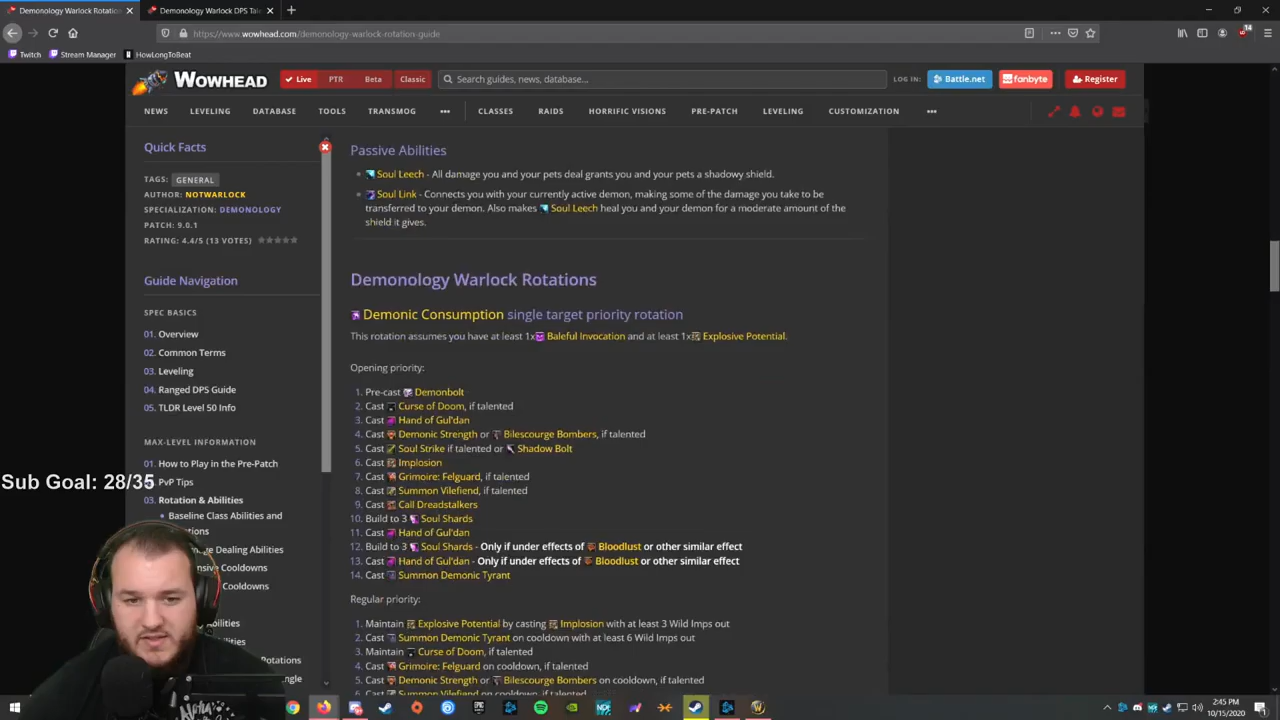 Demonology Warlock Rotation
Demonology Warlock DPS Tal
https://www.wowhead.com/demonology-warlock-rotation-guide
14
Twitch
Stream Manager
HowLongToBeat
WOWHEAD
Live
PTR
Beta
Classic
Search guides, news, database...
LOG IN:
Battle.net
fanbyte
Register
NEWS
LEVELING
DATABASE
TOOLS
TRANSMOG
CLASSES
RAIDS
HORRIFIC VISIONS
PRE-PATCH
LEVELING
CUSTOMIZATION
Quick Facts
TAGS: GENERAL
AUTHOR: NOTWARLOCK
SPECIALIZATION: DEMONOLOGY
PATCH: 9.0.1
RATING: 4.4/5 (13 VOTES)
Guide Navigation
SPEC BASICS
01. Overview
02. Common Terms
03. Leveling
04. Ranged DPS Guide
05. TLDR Level 50 Info
MAX-LEVEL INFORMATION
01. How to Play in the Pre-Patch
PvP Tips
03. Rotation & Abilities
Baseline Class Abilities and
Dealing Abilities
Cooldowns
Cooldowns
Sub Goal: 28/35
Passive Abilities
Soul Leech - All damage you and your pets deal grants you and your pets a shadowy shield.
Soul Link - Connects you with your currently active demon, making some of the damage you take to be
transferred to your demon. Also makes Soul Leech heal you and your demon for a moderate amount of the
shield it gives.
Demonology Warlock Rotations
Demonic Consumption single target priority rotation
This rotation assumes you have at least 1x Baleful Invocation and at least 1x Explosive Potential.
Opening priority:
1. Pre-cast Demonbolt
2. Cast Curse of Doom, if talented
3. Cast Hand of Gul'dan
4. Cast Demonic Strength or Bilescourge Bombers, if talented
5. Cast Soul Strike if talented or Shadow Bolt
6. Cast Implosion
7. Cast Grimoire: Felguard, if talented
8. Cast Summon Vilefiend, if talented
9. Cast Call Dreadstalkers
10. Build to 3 Soul Shards
11. Cast Hand of Gul'dan
12. Build to 3 Soul Shards - Only if under effects of Bloodlust or other similar effect
13. Cast Hand of Gul'dan - Only if under effects of Bloodlust or other similar effect
14. Cast Summon Demonic Tyrant
Regular priority:
1. Maintain Explosive Potential by casting Implosion with at least 3 Wild Imps out
2. Cast Summon Demonic Tyrant on cooldown with at least 6 Wild Imps out
3. Maintain Curse of Doom, if talented
4. Cast Grimoire: Felguard on cooldown, if talented
5. Cast Demonic Strength or Bilescourge Bombers on cooldown, if talented
6. Cast Summon Vilefiend on cooldown, if talented
2:45 PM
10/15/2020